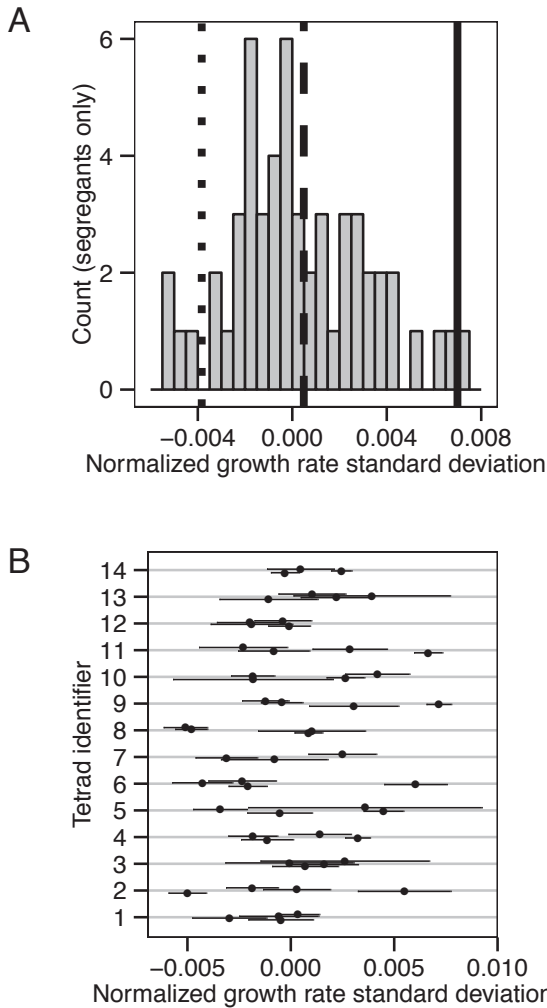 A
Count (segregants only)
6
4
2
0
−0.004 0.000 0.004 0.008
Normalized growth rate standard deviation
B
Tetrad identifier
14
13
12
11
10
9
8
7
6
5
4
3
2
1
−0.005 0.000 0.005 0.010
Normalized growth rate standard deviation